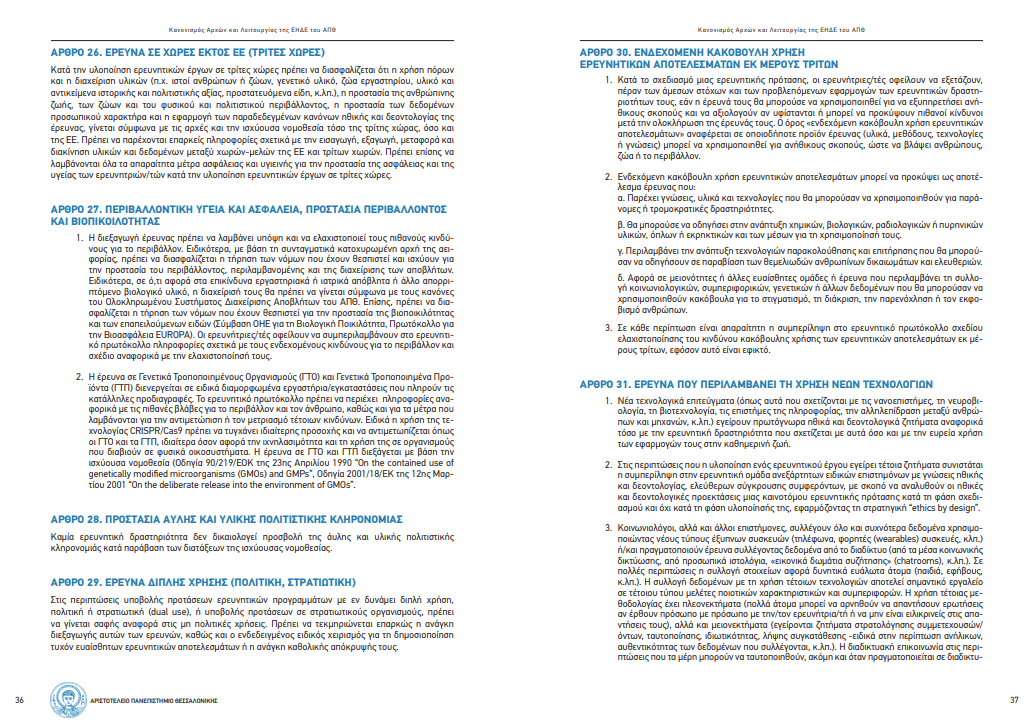 Κανονισμός Αρχών και Λειτουργίας της ΕΗΔΕ του ΑΠΘ
ΑΡΘΡΟ 26. ΕΡΕΥΝΑ ΣΕ ΧΩΡΕΣ ΕΚΤΟΣ ΕΕ (ΤΡΙΤΕΣ ΧΩΡΕΣ)
Κατά την υλοποίηση ερευνητικών έργων σε τρίτες χώρες πρέπει να διασφαλίζεται ότι η χρήση πόρων
και η διαχείριση υλικών (π.χ. ιστοί ανθρώπων ή ζώων, γενετικό υλικό, ζώα εργαστηρίου, υλικό και
αντικείμενα ιστορικής και πολιτιστικής αξίας, προστατευόμενα είδη, κ.λπ.), η προστασία της ανθρώπινης
ζωής, των ζώων και του φυσικού και πολιτιστικού περιβάλλοντος, η προστασία των δεδομένων
προσωπικού χαρακτήρα και η εφαρμογή των παραδεδεγμένων κανόνων ηθικής και δεοντολογίας της
έρευνας, γίνεται σύμφωνα με τις αρχές και την ισχύουσα νομοθεσία τόσο της τρίτης χώρας, όσο και
της ΕΕ. Πρέπει να παρέχονται επαρκείς πληροφορίες σχετικά με την εισαγωγή, εξαγωγή, μεταφορά και
διακίνηση υλικών και δεδομένων μεταξύ χωρών-μελών της ΕΕ και τρίτων χωρών. Πρέπει επίσης να
λαμβάνονται όλα τα απαραίτητα μέτρα ασφάλειας και υγιεινής για την προστασία της ασφάλειας και της
υγείας των ερευνητριών/τών κατά την υλοποίηση ερευνητικών έργων σε τρίτες χώρες.
ΑΡΘΡΟ 27. ΠΕΡΙΒΑΛΛΟΝΤΙΚΗ ΥΓΕΙΑ ΚΑΙ ΑΣΦΑΛΕΙΑ, ΠΡΟΣΤΑΣΙΑ ΠΕΡΙΒΑΛΛΟΝΤΟΣ
ΚΑΙ ΒΙΟΠΟΙΚΙΛΟΤΗΤΑΣ
1. Η διεξαγωγή έρευνας πρέπει να λαμβάνει υπόψη και να ελαχιστοποιεί τους πιθανούς κινδύ-
νους για το περιβάλλον. Ειδικότερα, με βάση τη συνταγματικά κατοχυρωμένη αρχή της αει-
φορίας, πρέπει να διασφαλίζεται η τήρηση των νόμων που έχουν θεσπιστεί και ισχύουν για
την προστασία του περιβάλλοντος, περιλαμβανομένης και της διαχείρισης των αποβλήτων.
Ειδικότερα, σε ό,τι αφορά στα επικίνδυνα εργαστηριακά ή ιατρικά απόβλητα ή άλλο απορρι-
πτόμενο βιολογικό υλικό, η διαχείρισή τους θα πρέπει να γίνεται σύμφωνα με τους κανόνες
του Ολοκληρωμένου Συστήματος Διαχείρισης Αποβλήτων του ΑΠΘ. Επίσης, πρέπει να δια-
σφαλίζεται η τήρηση των νόμων που έχουν θεσπιστεί για την προστασία της βιοποικιλότητας
και των απειλούμενων ειδών (Σύμβαση ΟΗΕ για τη Βιολογική Ποικιλότητα, Πρωτόκολλο για
την Βιοασφάλεια EUROPA). Οι ερευνήτριες/τές οφείλουν να συμπεριλαμβάνουν στο ερευνητι-
κό πρωτόκολλο πληροφορίες σχετικά με τους ενδεχομένους κινδύνους για το περιβάλλον και
σχέδιο αναφορικά με την ελαχιστοποίησή τους.
2. Η έρευνα σε Γενετικά Τροποποιημένους Οργανισμούς (ΓΤΟ) και Γενετικά Τροποποιημένα Προ-
ϊόντα (ΓΤΠ) διενεργείται σε ειδικά διαμορφωμένα εργαστήρια/εγκαταστάσεις που πληρούν τις
κατάλληλες προδιαγραφές. Το ερευνητικό πρωτόκολλο πρέπει να περιέχει πληροφορίες ανα-
φορικά με τις πιθανές βλάβες για το περιβάλλον και τον άνθρωπο, καθώς και για τα μέτρα που
λαμβάνονται για την αντιμετώπιση ή τον μετριασμό τέτοιων κινδύνων. Ειδικά η χρήση της τε-
χνολογίας CRISPR/Cas9 πρέπει να τυγχάνει ιδιαίτερης προσοχής και να αντιμετωπίζεται όπως
οι ΓΤΟ και τα ΓΤΠ, ιδιαίτερα όσον αφορά την ιχνηλασιμότητα και τη χρήση της σε οργανισμούς
που διαβιούν σε φυσικά οικοσυστήματα. Η έρευνα σε ΓΤΟ και ΓΤΠ διεξάγεται με βάση την
ισχύουσα νομοθεσία (Οδηγία 90/219/ΕΟΚ της 23ης Απριλίου 1990 “On the contained use of
genetically modified microorganisms (GMOs) and GMPs”, Οδηγία 2001/18/ΕΚ της 12ης Μαρ-
τίου 2001 “On the deliberate release into the environment of GMOs”.
ΑΡΘΡΟ 28. ΠΡΟΣΤΑΣΙΑ ΑΥΛΗΣ ΚΑΙ ΥΛΙΚΗΣ ΠΟΛΙΤΙΣΤΙΚΗΣ ΚΛΗΡΟΝΟΜΙΑΣ
Καμία ερευνητική δραστηριότητα δεν δικαιολογεί προσβολή της άυλης και υλικής πολιτιστικής
κληρονομιάς κατά παράβαση των διατάξεων της ισχύουσας νομοθεσίας.
ΑΡΘΡΟ 29. ΕΡΕΥΝΑ ΔΙΠΛΗΣ ΧΡΗΣΗΣ (ΠΟΛΙΤΙΚΗ, ΣΤΡΑΤΙΩΤΙΚΗ)
Στις περιπτώσεις υποβολής προτάσεων ερευνητικών προγραμμάτων με εν δυνάμει διπλή χρήση,
πολιτική ή στρατιωτική (dual use), ή υποβολής προτάσεων σε στρατιωτικούς οργανισμούς, πρέπει
να γίνεται σαφής αναφορά στις μη πολιτικές χρήσεις. Πρέπει να τεκμηριώνεται επαρκώς η ανάγκη
διεξαγωγής αυτών των ερευνών, καθώς και ο ενδεδειγμένος ειδικός χειρισμός για τη δημοσιοποίηση
τυχόν ευαίσθητων ερευνητικών αποτελεσμάτων ή η ανάγκη καθολικής απόκρυψής τους.
36
ΑΡΙΣΤΟΤΕΛΕΙΟ ΠΑΝΕΠΙΣΤΗΜΙΟ ΘΕΣΣΑΛΟΝΙΚΗΣ
Κανονισμός Αρχών και Λειτουργίας της ΕΗΔΕ του ΑΠΘ
ΑΡΘΡΟ 30. ΕΝΔΕΧΟΜΕΝΗ ΚΑΚΟΒΟΥΛΗ ΧΡΗΣΗ
ΕΡΕΥΝΗΤΙΚΩΝ ΑΠΟΤΕΛΕΣΜΑΤΩΝ ΕΚ ΜΕΡΟΥΣ ΤΡΙΤΩΝ
1. Κατά το σχεδιασμό μιας ερευνητικής πρότασης, οι ερευνήτριες/τές οφείλουν να εξετάζουν,
πέραν των άμεσων στόχων και των προβλεπόμενων εφαρμογών των ερευνητικών δραστη-
ριοτήτων τους, εάν η έρευνά τους θα μπορούσε να χρησιμοποιηθεί για να εξυπηρετήσει ανή-
θικους σκοπούς και να αξιολογούν αν υφίστανται ή μπορεί να προκύψουν πιθανοί κίνδυνοι
μετά την ολοκλήρωση της έρευνάς τους. Ο όρος «ενδεχόμενη κακόβουλη χρήση ερευνητικών
αποτελεσμάτων» αναφέρεται σε οποιοδήποτε προϊόν έρευνας (υλικά, μεθόδους, τεχνολογίες
ή γνώσεις) μπορεί να χρησιμοποιηθεί για ανήθικους σκοπούς, ώστε να βλάψει ανθρώπους,
ζώα ή το περιβάλλον.
2. Ενδεχόμενη κακόβουλη χρήση ερευνητικών αποτελεσμάτων μπορεί να προκύψει ως αποτέ-
λεσμα έρευνας που:
α. Παρέχει γνώσεις, υλικά και τεχνολογίες που θα μπορούσαν να χρησιμοποιηθούν για παρά-
νομες ή τρομοκρατικές δραστηριότητες.
β. Θα μπορούσε να οδηγήσει στην ανάπτυξη χημικών, βιολογικών, ραδιολογικών ή πυρηνικών
υλικών, όπλων ή εκρηκτικών και των μέσων για τη χρησιμοποίησή τους.
γ. Περιλαμβάνει την ανάπτυξη τεχνολογιών παρακολούθησης και επιτήρησης που θα μπορού-
σαν να οδηγήσουν σε παραβίαση των θεμελιωδών ανθρωπίνων δικαιωμάτων και ελευθεριών.
δ. Αφορά σε μειονότητες ή άλλες ευαίσθητες ομάδες ή έρευνα που περιλαμβάνει τη συλλο-
γή κοινωνιολογικών, συμπεριφορικών, γενετικών ή άλλων δεδομένων που θα μπορούσαν να
χρησιμοποιηθούν κακόβουλα για το στιγματισμό, τη διάκριση, την παρενόχληση ή τον εκφο-
βισμό ανθρώπων.
3. Σε κάθε περίπτωση είναι απαραίτητη η συμπερίληψη στο ερευνητικό πρωτόκολλο σχεδίου
ελαχιστοποίησης του κινδύνου κακόβουλης χρήσης των ερευνητικών αποτελεσμάτων εκ μέ-
ρους τρίτων, εφόσον αυτό είναι εφικτό.
ΑΡΘΡΟ 31. ΕΡΕΥΝΑ ΠΟΥ ΠΕΡΙΛΑΜΒΑΝΕΙ ΤΗ ΧΡΗΣΗ ΝΕΩΝ ΤΕΧΝΟΛΟΓΙΩΝ
1. Νέα τεχνολογικά επιτεύγματα (όπως αυτά που σχετίζονται με τις νανοεπιστήμες, τη νευροβι-
ολογία, τη βιοτεχνολογία, τις επιστήμες της πληροφορίας, την αλληλεπίδραση μεταξύ ανθρώ-
που και μηχανών, κ.λπ.) εγείρουν πρωτόγνωρα ηθικά και δεοντολογικά ζητήματα αναφορικά
τόσο με την ερευνητική δραστηριότητα που σχετίζεται με αυτά όσο και με την ευρεία χρήση
των εφαρμογών τους στην καθημερινή ζωή.
2. Στις περιπτώσεις που η υλοποίηση ενός ερευνητικού έργου εγείρει τέτοια ζητήματα συνιστάται
η συμπερίληψη στην ερευνητική ομάδα ανεξάρτητων ειδικών επιστημόνων με γνώσεις ηθικής
και δεοντολογίας, ελεύθερων σύγκρουσης συμφερόντων, με σκοπό να αναλυθούν οι ηθικές
και δεοντολογικές προεκτάσεις μιας καινοτόμου ερευνητικής πρότασης κατά τη φάση σχεδι-
ασμού και όχι κατά τη φάση υλοποίησής της, εφαρμόζοντας τη στρατηγική “ethics by design”.
3. Κοινωνιολόγοι, αλλά και άλλοι επιστήμονες, συλλέγουν όλο και συχνότερα δεδομένα χρησιμο-
ποιώντας νέους τύπους έξυπνων συσκευών (τηλέφωνα, φορητές (wearables) συσκευές, κλπ.)
ή/και πραγματοποιούν έρευνα συλλέγοντας δεδομένα από το διαδίκτυο (από τα μέσα κοινωνικής
δικτύωσης, από προσωπικά ιστολόγια, «εικονικά δωμάτια συζήτησης» (chatrooms), κ.λπ.). Σε
πολλές περιπτώσεις η συλλογή στοιχείων αφορά δυνητικά ευάλωτα άτομα (παιδιά, εφήβους,
κ.λπ.). Η συλλογή δεδομένων με τη χρήση τέτοιων τεχνολογιών αποτελεί σημαντικό εργαλείο
σε τέτοιου τύπου μελέτες ποιοτικών χαρακτηριστικών και συμπεριφορών. Η χρήση τέτοιας με-
θοδολογίας έχει πλεονεκτήματα (πολλά άτομα μπορεί να αρνηθούν να απαντήσουν ερωτήσεις
αν έρθουν πρόσωπο με πρόσωπο με την/τον ερευνήτρια/τή ή να μην είναι ειλικρινείς στις απα-
ντήσεις τους), αλλά και μειονεκτήματα (εγείρονται ζητήματα στρατολόγησης συμμετεχουσών/
όντων, ταυτοποίησης, ιδιωτικότητας, λήψης συγκατάθεσης -ειδικά στην περίπτωση ανήλικων,
αυθεντικότητας των δεδομένων που συλλέγονται, κ.λπ.). Η διαδικτυακή επικοινωνία στις περι-
πτώσεις που τα μέρη μπορούν να ταυτοποιηθούν, ακόμη και όταν πραγματοποιείται σε διαδικτυ-
37